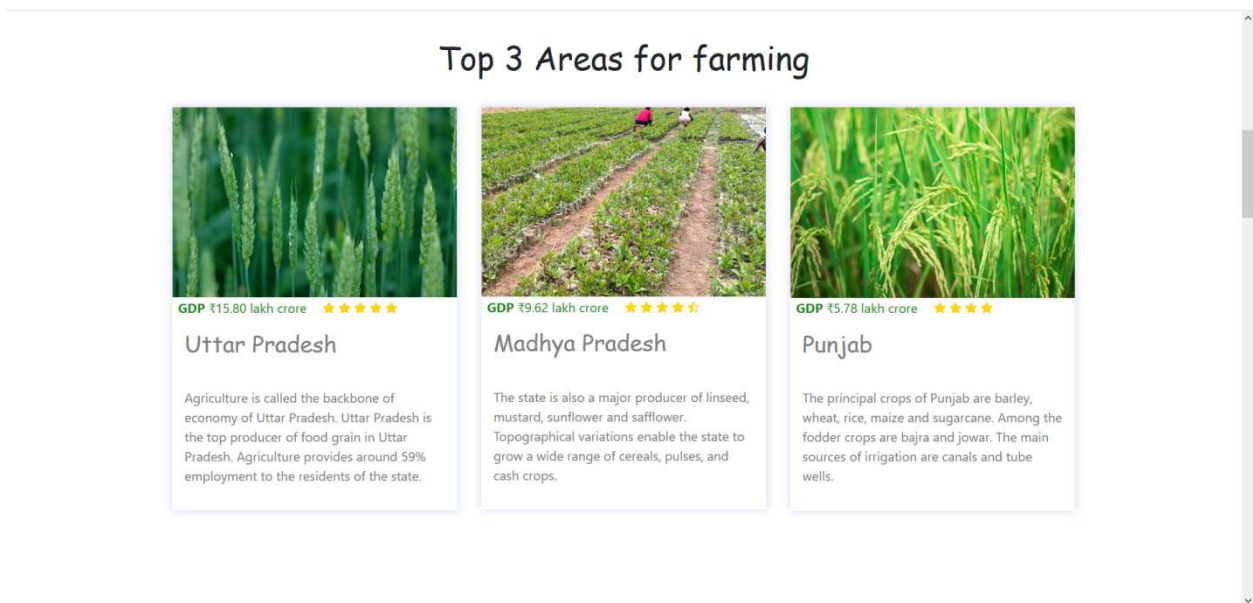 Top 3 Areas for farming
GDP ₹15.80 lakh crore
Uttar Pradesh
Agriculture is called the backbone of
economy of Uttar Pradesh. Uttar Pradesh is
the top producer of food grain in Uttar
Pradesh. Agriculture provides around 59%
employment to the residents of the state.
GDP ₹9.62 lakh crore
Madhya Pradesh
The state is also a major producer of linseed,
mustard, sunflower and safflower.
Topographical variations enable the state to
grow a wide range of cereals, pulses, and
cash crops.
GDP ₹5.78 lakh crore
Punjab
The principal crops of Punjab are barley,
wheat, rice, maize and sugarcane. Among the
fodder crops are bajra and jowar. The main
sources of irrigation are canals and tube
wells.